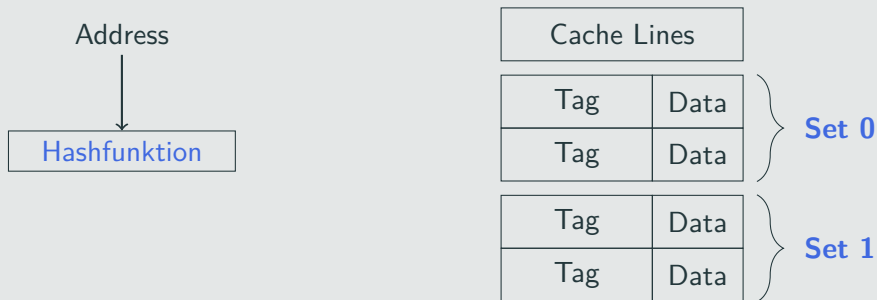 Address
Hashfunktion
Cache Lines
Tag Data
Tag Data
Set 0
Tag Data
Tag Data
Set 1